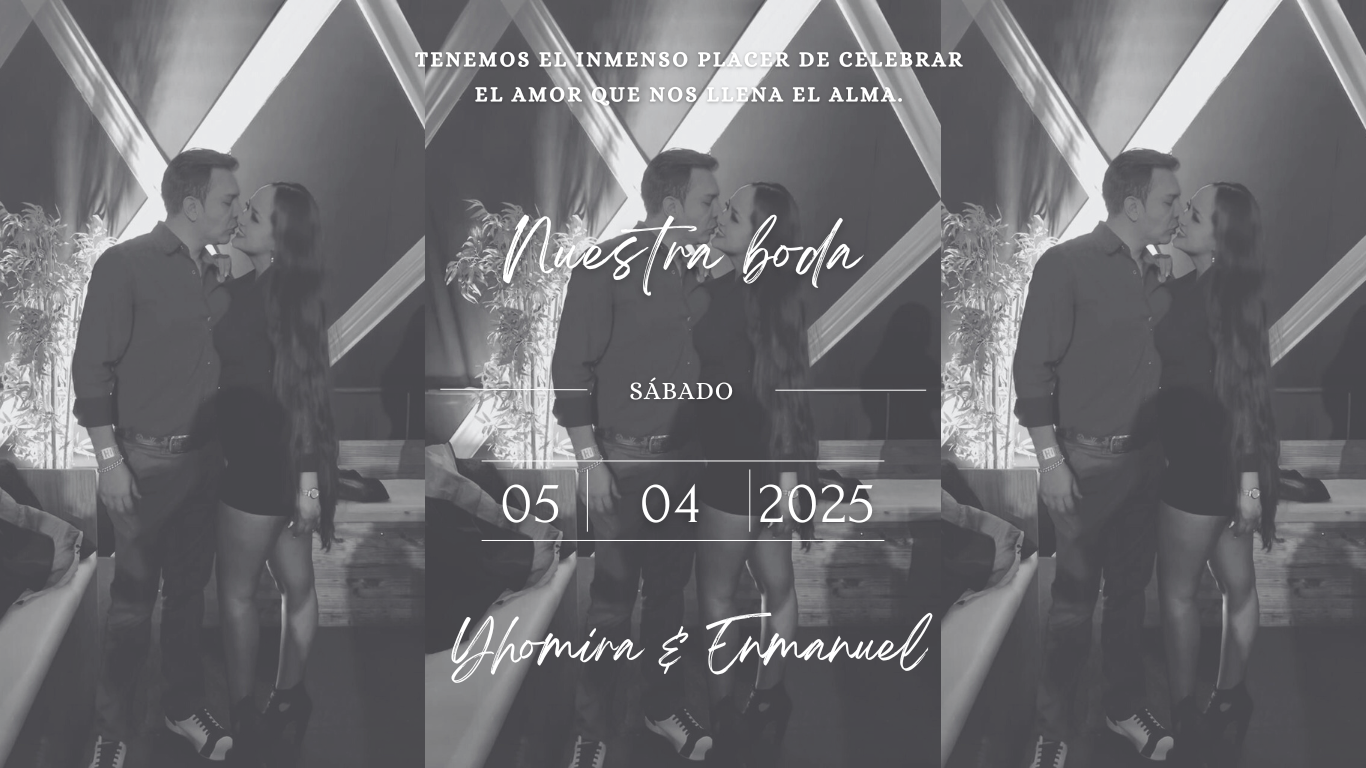 TENEMOS EL INMENSO PLACER DE CELEBRAR
EL AMOR QUE NOS LLENA EL ALMA.
Nuestra boda
SÁBADO
05 04 2025
Yhomira & Enmanuel